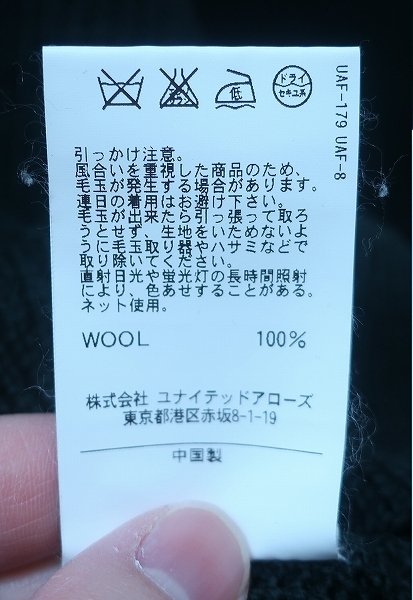 ドライ
セキユ系
低
エンソ
サラシ
UAF-179 UAF-8
引っかけ注意。
風合いを重視した商品のため、
毛玉が発生する場合があります。
連日の着用はお避け下さい。
毛玉が出来たら引っ張って取ろ
うとせず、生地をいためないよ
うに毛玉取り器やハサミなどで
取り除いてください。
直射日光や蛍光灯の長時間照射
により、色あせすることがある。
ネット使用。
WOOL 100%
株式会社 ユナイテッドアローズ
東京都港区赤坂8-1-19
中国製